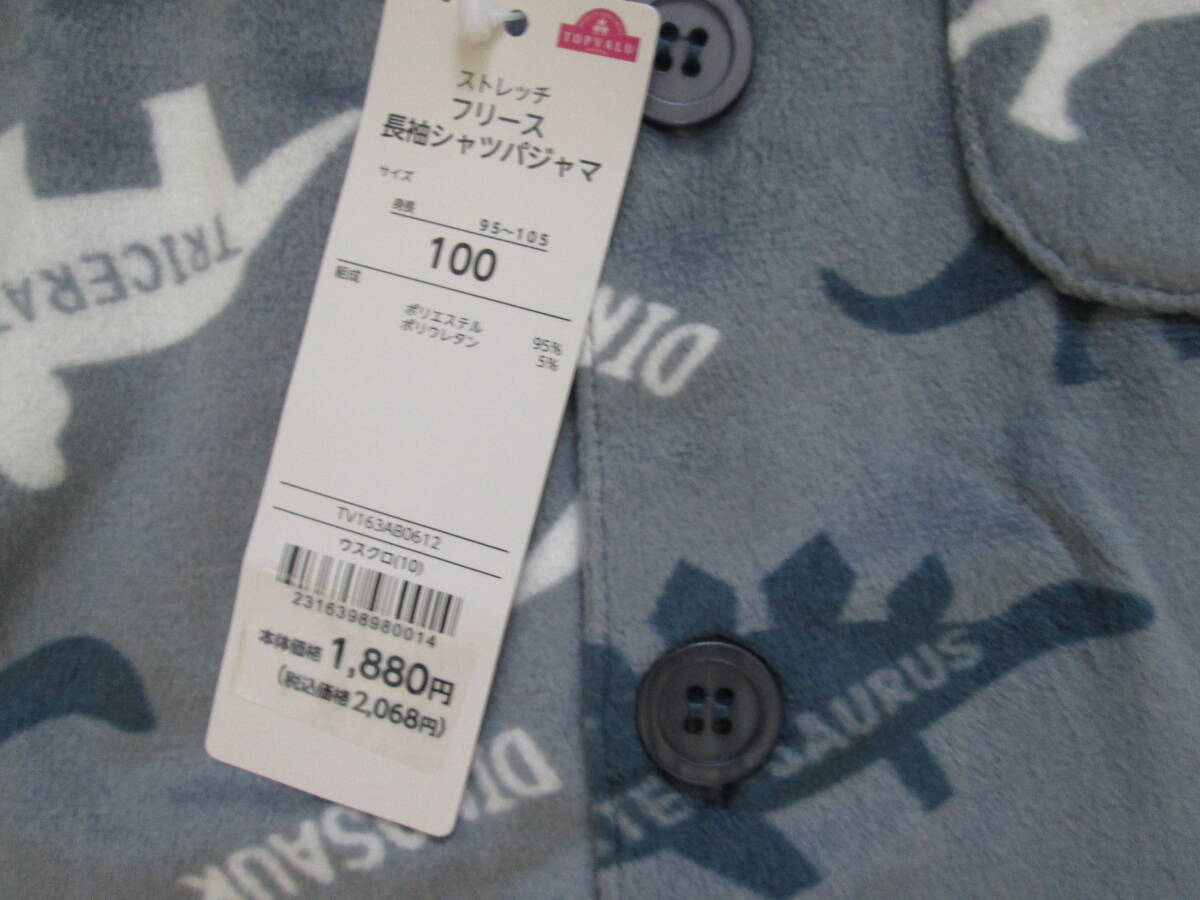 TOPVALU
ストレッチ
フリース
長袖シャツパジャマ
サイズ
身長
95~105
100
組成
ポリエステル 95%
ポリウレタン 5%
TV163AB0612
ウスクロ(10)
2316398980014
本体価格 1,880円
(税込価格2,068円)
TRICERAT
DIN
SAURUS
DINOSAUR